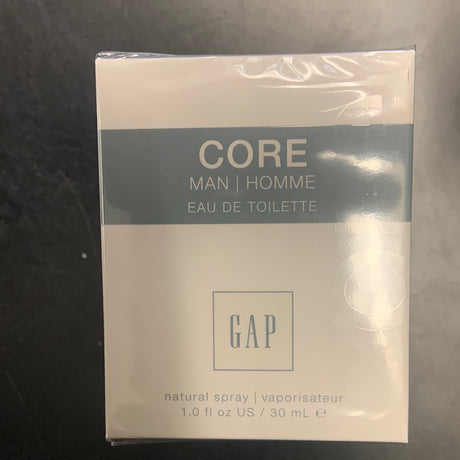 CORE
MAN | HOMME
EAU DE TOILETTE
GAP
natural spray | vaporisateur
1.0 fl oz US / 30 mL ℮